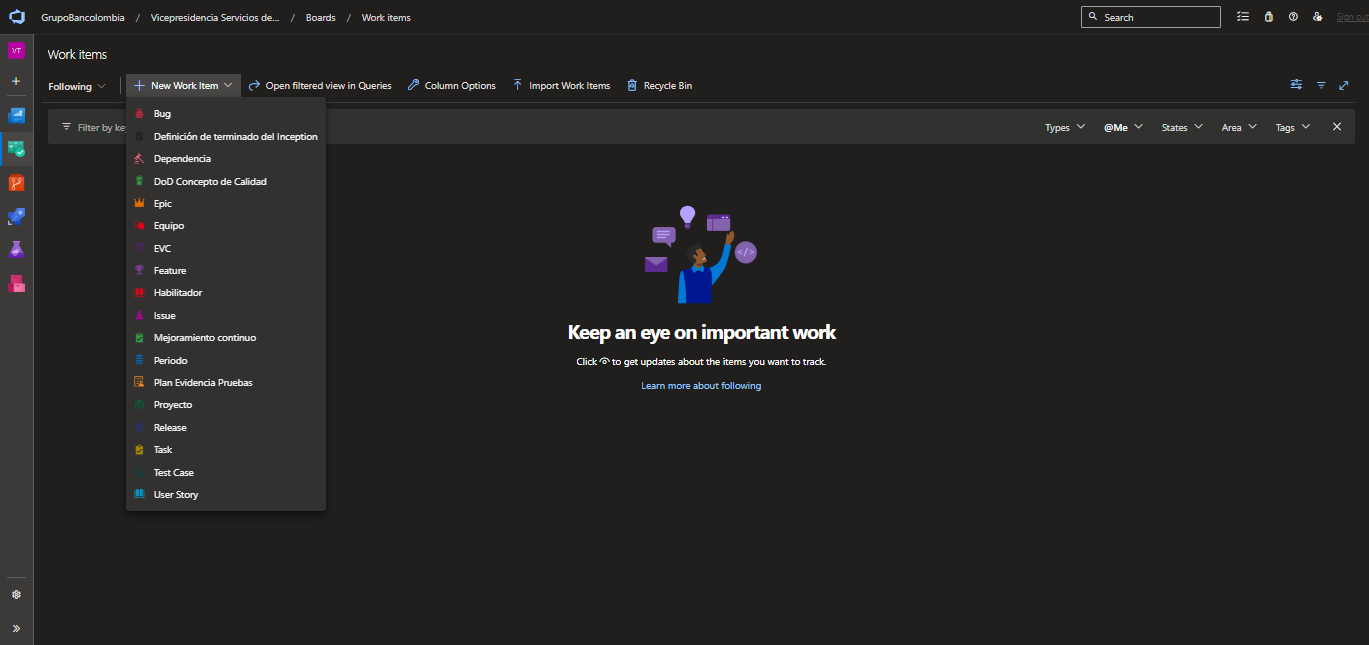 GrupoBancolombia / Vicepresidencia Servicios de... / Boards / Work items
Search
Sign out
VT
Work items
Following
New Work Item
Open filtered view in Queries
Column Options
Import Work Items
Recycle Bin
Filter by ke
Types
@Me
States
Area
Tags
Bug
Definición de terminado del Inception
Dependencia
DoD Concepto de Calidad
Epic
Equipo
EVC
Feature
Habilitador
Issue
Mejoramiento continuo
Periodo
Plan Evidencia Pruebas
Proyecto
Release
Task
Test Case
User Story
Keep an eye on important work
Click to get updates about the items you want to track.
Learn more about following